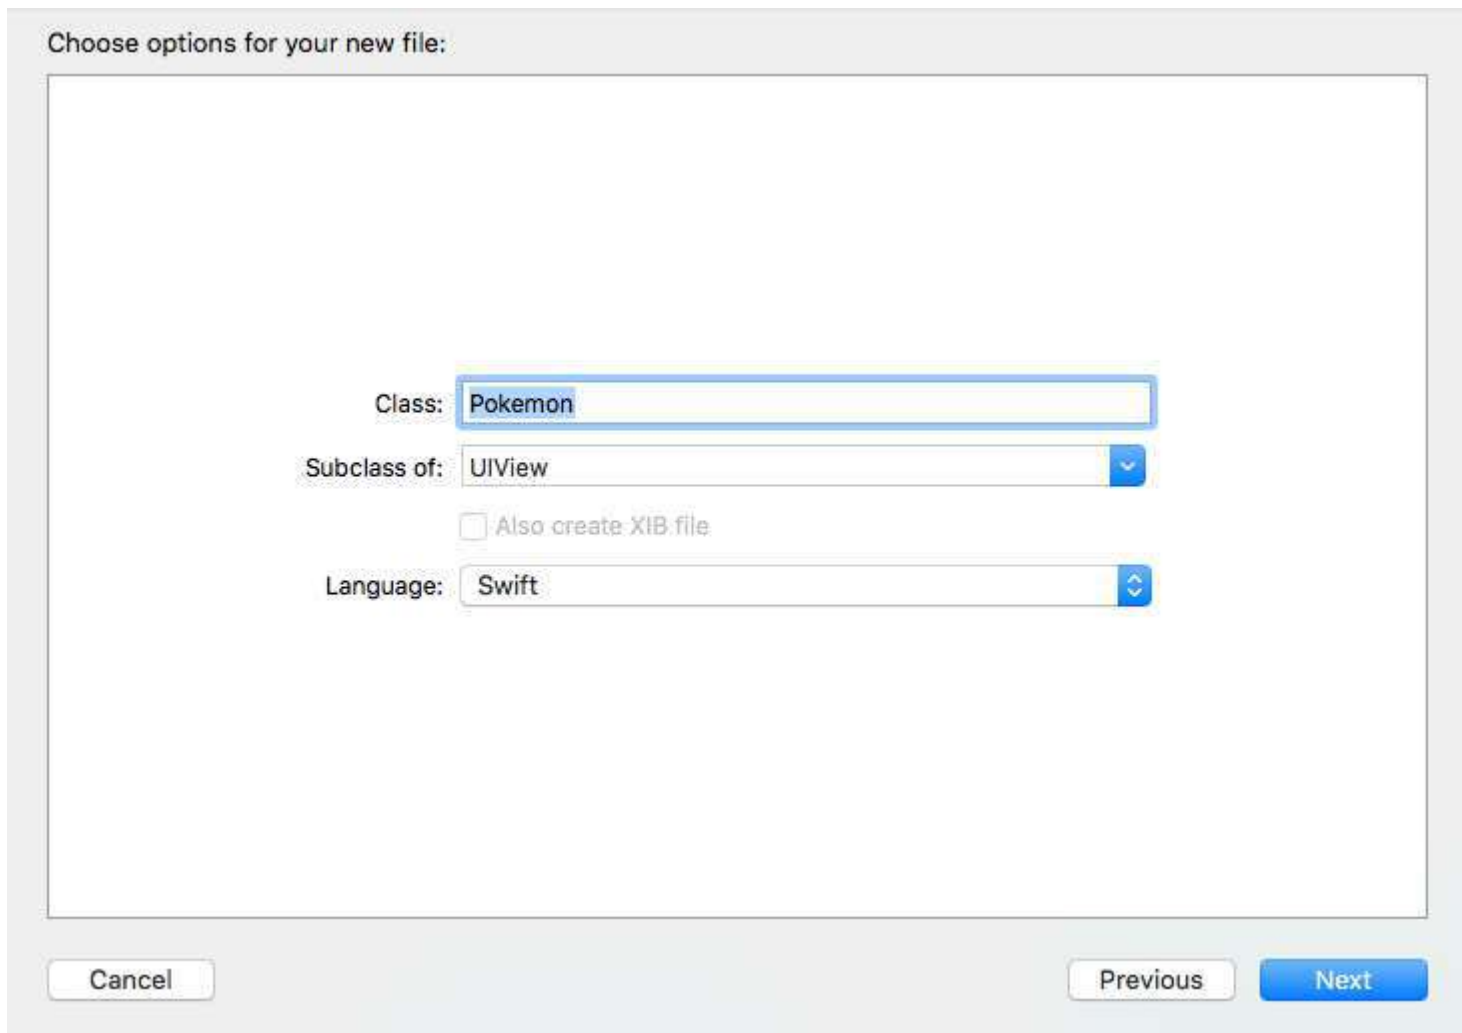 Choose options for your new file:
Class: Pokemon
Subclass of: UIView
Also create XIB file
Language: Swift
Cancel Previous Next